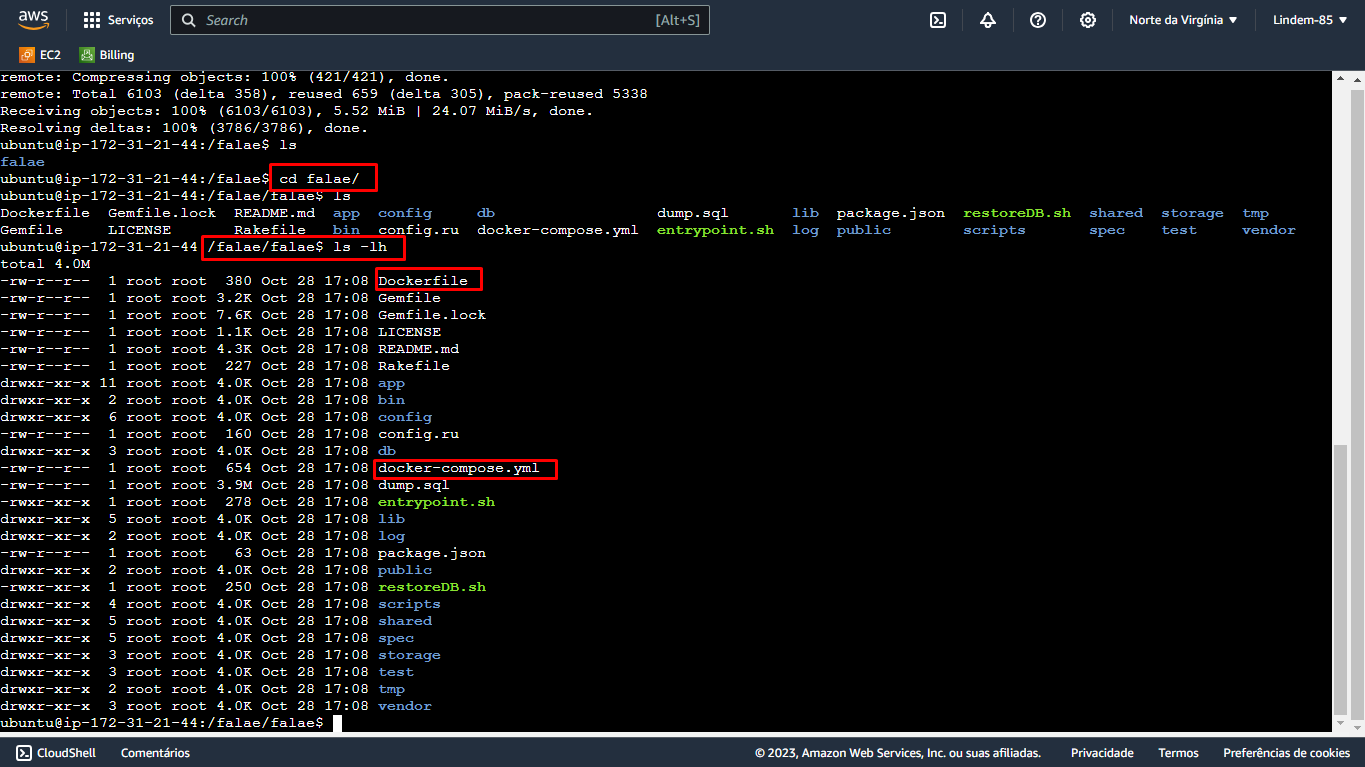 aws Serviços Search [Alt+S] Norte da Virgínia Lindem-85
EC2 Billing
remote: Compressing objects: 100% (421/421), done.
remote: Total 6103 (delta 358), reused 659 (delta 305), pack-reused 5338
Receiving objects: 100% (6103/6103), 5.52 MiB | 24.07 MiB/s, done.
Resolving deltas: 100% (3786/3786), done.
ubuntu@ip-172-31-21-44:/falae$ ls
falae
ubuntu@ip-172-31-21-44:/falae$ cd falae/
ubuntu@ip-172-31-21-44:/falae/falae$ ls
Dockerfile Gemfile.lock README.md app config db dump.sql lib package.json restoreDB.sh shared storage tmp
Gemfile LICENSE Rakefile bin config.ru docker-compose.yml entrypoint.sh log public scripts spec test vendor
ubuntu@ip-172-31-21-44 /falae/falae$ ls -lh
total 4.0M
-rw-r--r-- 1 root root 380 Oct 28 17:08 Dockerfile
-rw-r--r-- 1 root root 3.2K Oct 28 17:08 Gemfile
-rw-r--r-- 1 root root 7.6K Oct 28 17:08 Gemfile.lock
-rw-r--r-- 1 root root 1.1K Oct 28 17:08 LICENSE
-rw-r--r-- 1 root root 4.3K Oct 28 17:08 README.md
-rw-r--r-- 1 root root 227 Oct 28 17:08 Rakefile
drwxr-xr-x 11 root root 4.0K Oct 28 17:08 app
drwxr-xr-x 2 root root 4.0K Oct 28 17:08 bin
drwxr-xr-x 6 root root 4.0K Oct 28 17:08 config
-rw-r--r-- 1 root root 160 Oct 28 17:08 config.ru
drwxr-xr-x 3 root root 4.0K Oct 28 17:08 db
-rw-r--r-- 1 root root 654 Oct 28 17:08 docker-compose.yml
-rw-r--r-- 1 root root 3.9M Oct 28 17:08 dump.sql
-rwxr-xr-x 1 root root 278 Oct 28 17:08 entrypoint.sh
drwxr-xr-x 5 root root 4.0K Oct 28 17:08 lib
drwxr-xr-x 2 root root 4.0K Oct 28 17:08 log
-rw-r--r-- 1 root root 63 Oct 28 17:08 package.json
drwxr-xr-x 2 root root 4.0K Oct 28 17:08 public
-rwxr-xr-x 1 root root 250 Oct 28 17:08 restoreDB.sh
drwxr-xr-x 4 root root 4.0K Oct 28 17:08 scripts
drwxr-xr-x 5 root root 4.0K Oct 28 17:08 shared
drwxr-xr-x 5 root root 4.0K Oct 28 17:08 spec
drwxr-xr-x 3 root root 4.0K Oct 28 17:08 storage
drwxr-xr-x 3 root root 4.0K Oct 28 17:08 test
drwxr-xr-x 2 root root 4.0K Oct 28 17:08 tmp
drwxr-xr-x 3 root root 4.0K Oct 28 17:08 vendor
ubuntu@ip-172-31-21-44:/falae/falae$
CloudShell Comentários © 2023, Amazon Web Services, Inc. ou suas afiliadas. Privacidade Termos Preferências de cookies